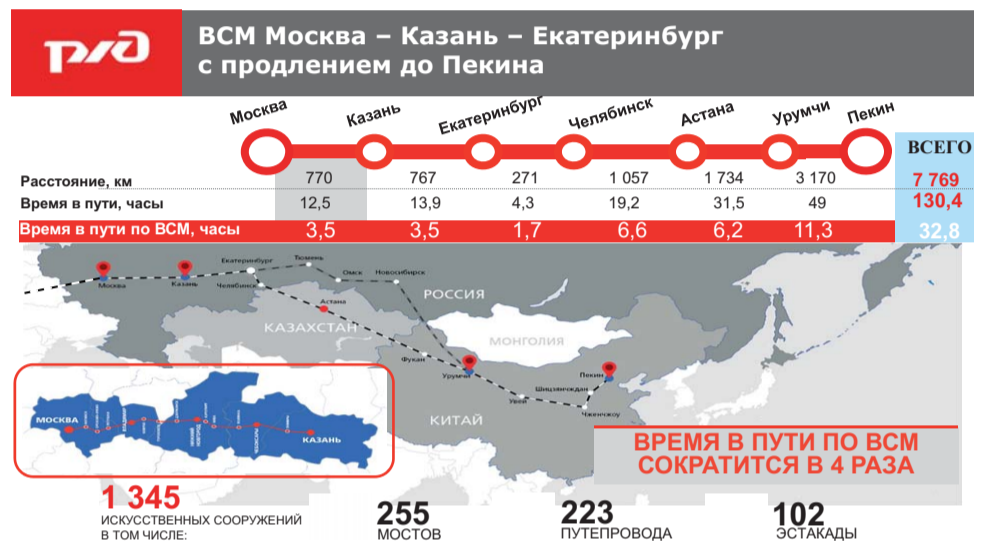 РЖД
ВСМ Москва – Казань – Екатеринбург
с продлением до Пекина
Москва Казань Екатеринбург Челябинск Астана Урумчи Пекин
ВСЕГО
Расстояние, км 770 767 271 1 057 1 734 3 170 7 769
Время в пути, часы 12,5 13,9 4,3 19,2 31,5 49 130,4
Время в пути по ВСМ, часы 3,5 3,5 1,7 6,6 6,2 11,3 32,8
Екатеринбург
Тюмень
Москва
Казань
Челябинск
Омск
Новосибирск
РОССИЯ
Астана
КАЗАХСТАН
МОНГОЛИЯ
Фукан
Урумчи
Пекин
Шицзячждан
Увей
Чженчжоу
КИТАЙ
МОСКВА
КАЗАНЬ
ВРЕМЯ В ПУТИ ПО ВСМ
СОКРАТИТСЯ В 4 РАЗА
1 345
ИСКУССТВЕННЫХ СООРУЖЕНИЙ
В ТОМ ЧИСЛЕ:
255
МОСТОВ
223
ПУТЕПРОВОДА
102
ЭСТАКАДЫ